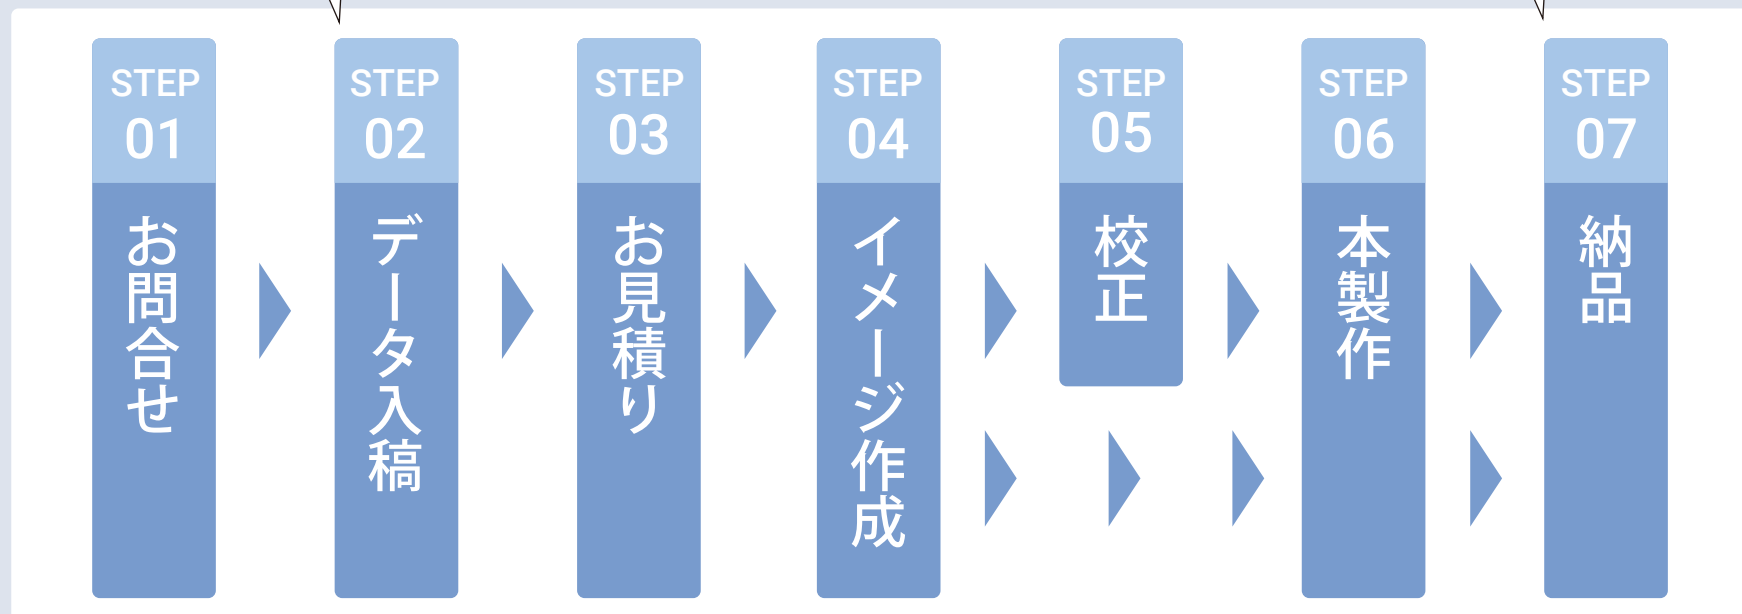 STEP
01
お問合せ
STEP
02
データ入稿
STEP
03
お見積り
STEP
04
イメージ作成
STEP
05
校正
STEP
06
本製作
STEP
07
納品